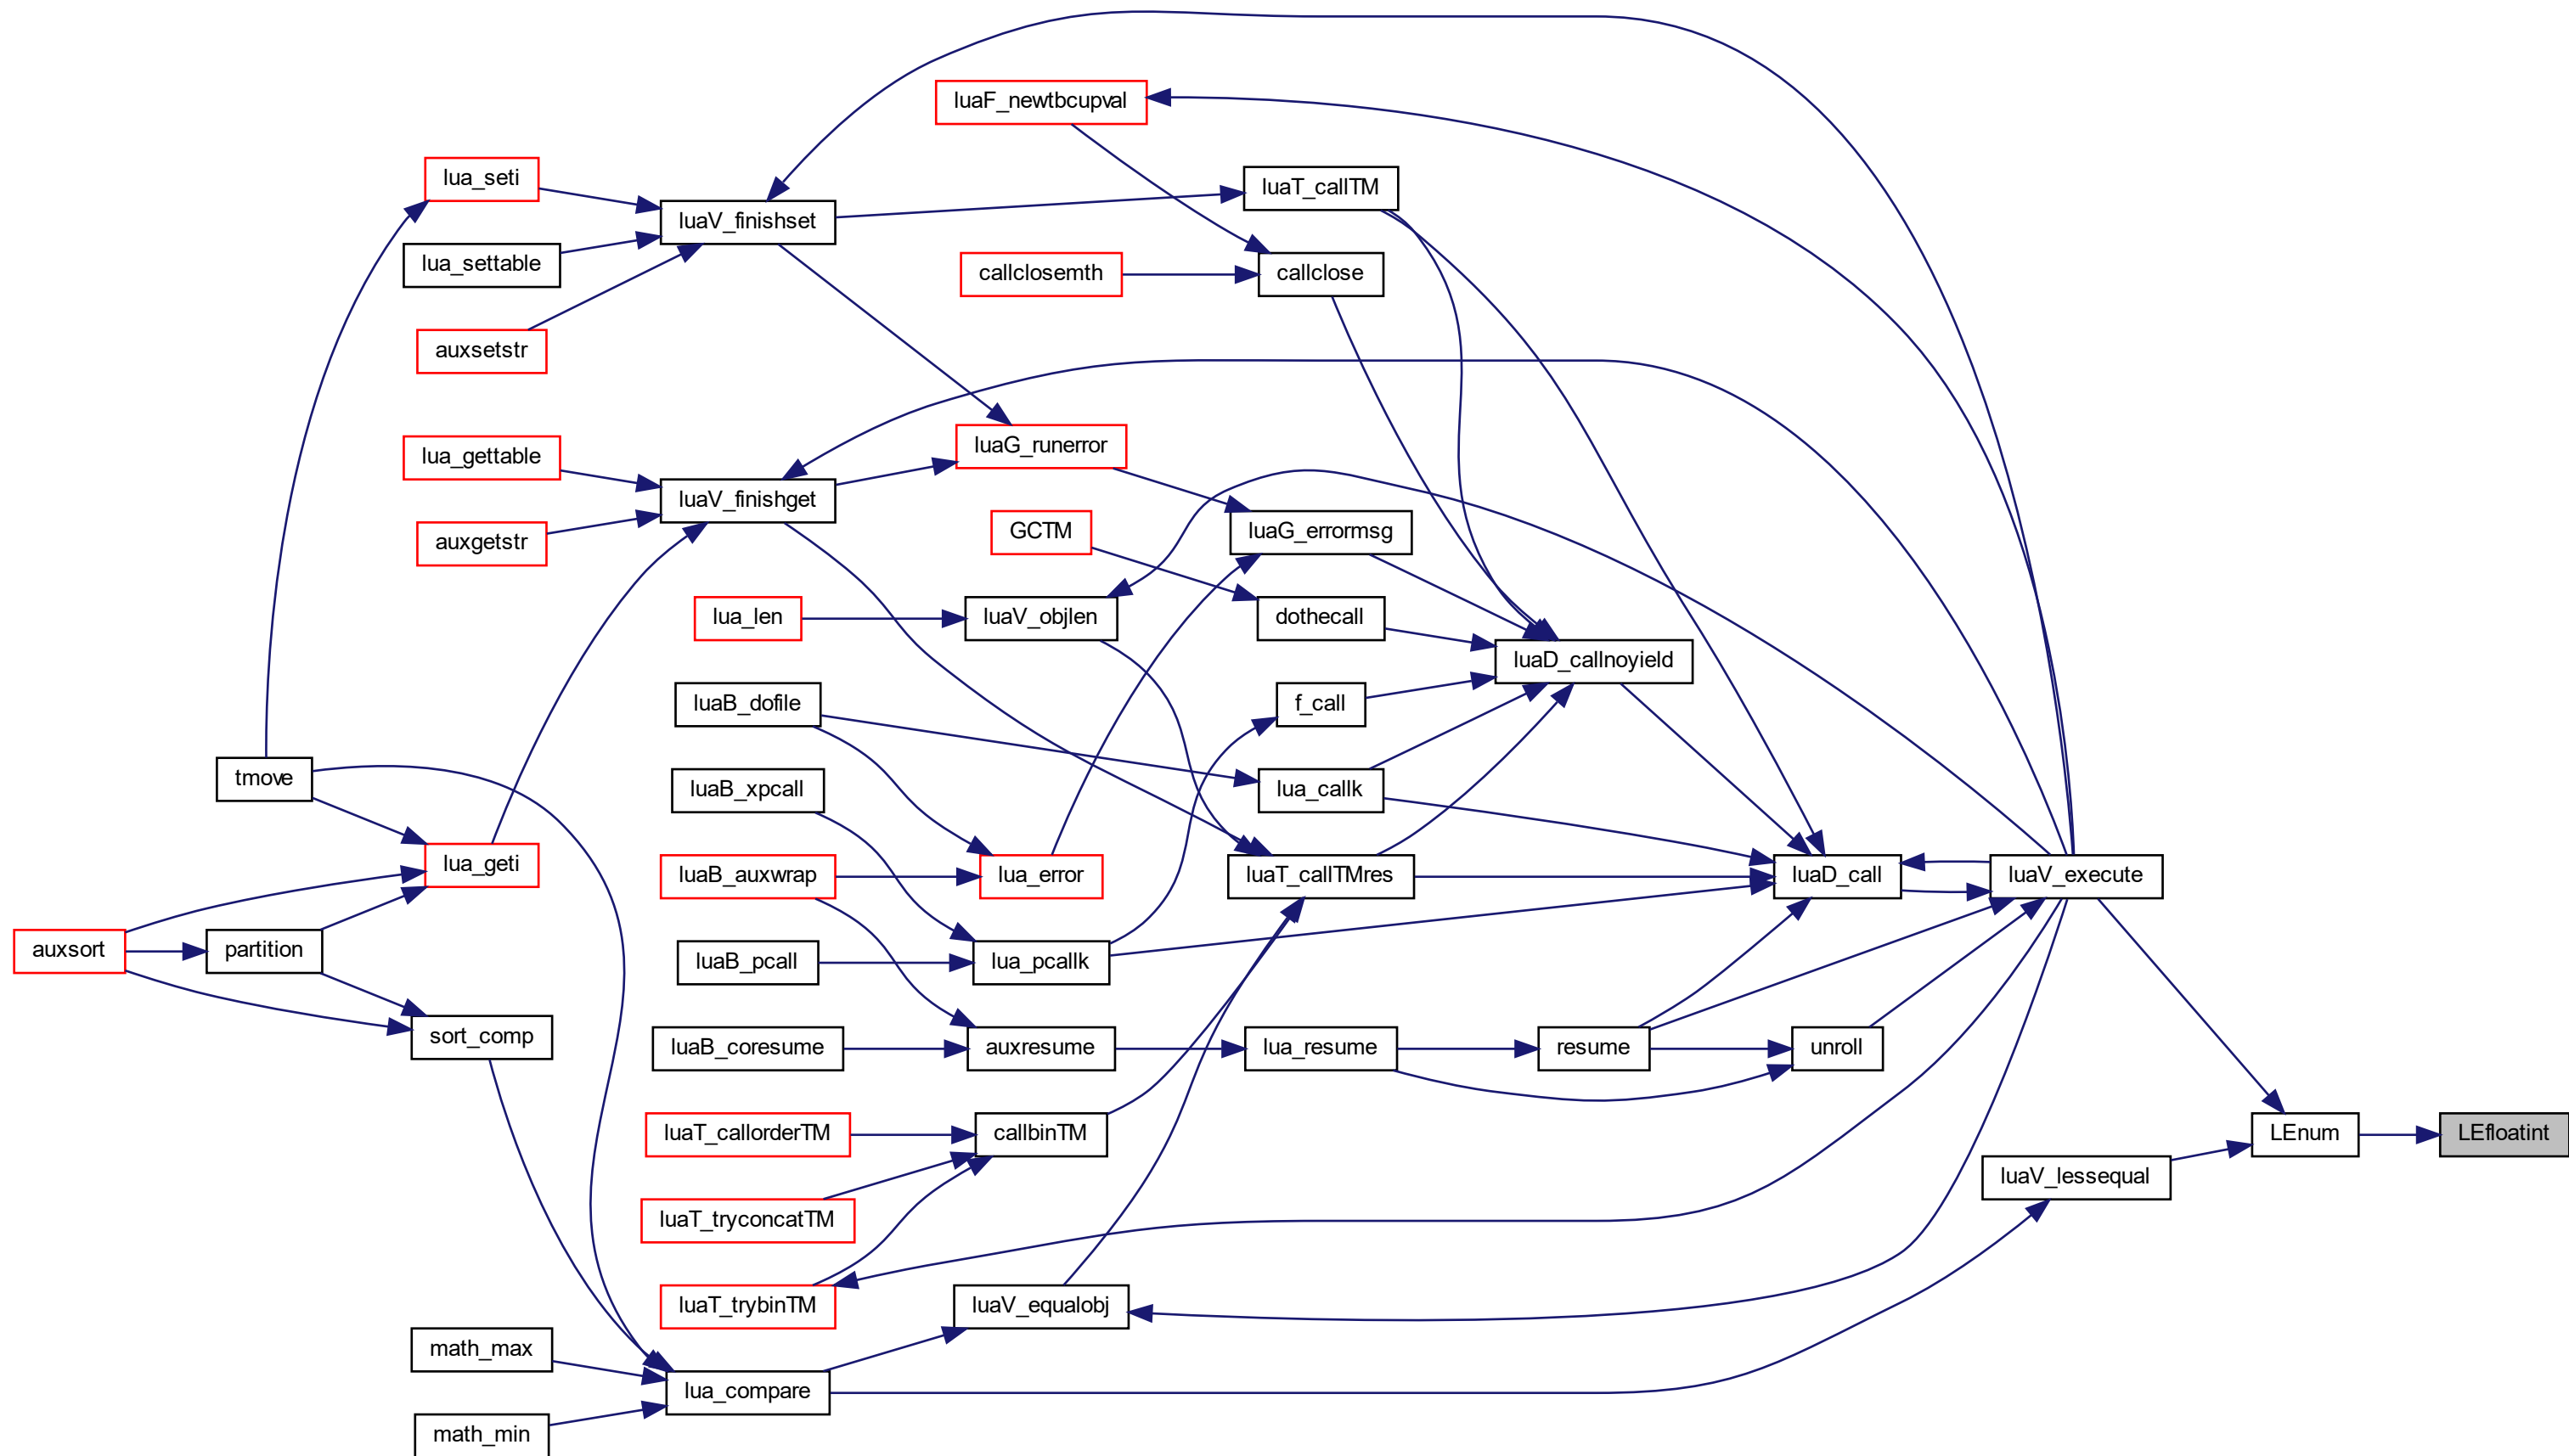 luaF_newtbcupval
lua_seti
luaT_callTM
luaV_finishset
lua_settable
callclosemth
callclose
auxsetstr
luaG_runerror
lua_gettable
luaV_finishget
auxgetstr
GCTM
luaG_errormsg
lua_len
luaV_objlen
dothecall
luaD_callnoyield
luaB_dofile
f_call
tmove
luaB_xpcall
lua_callk
lua_geti
luaB_auxwrap
lua_error
luaT_callTMres
luaD_call
luaV_execute
auxsort
partition
luaB_pcall
lua_pcallk
sort_comp
luaB_coresume
auxresume
lua_resume
resume
unroll
luaT_callorderTM
callbinTM
LEnum
LEfloatint
luaV_lessequal
luaT_tryconcatTM
luaT_trybinTM
luaV_equalobj
math_max
lua_compare
math_min